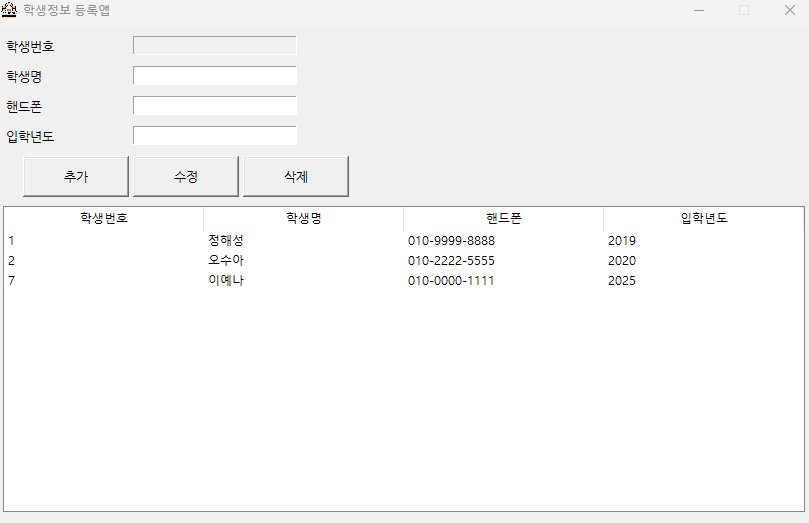 학생정보 등록앱
학생번호
학생명
핸드폰
입학년도
추가 수정 삭제
학생번호 학생명 핸드폰 입학년도
1 정해성 010-9999-8888 2019
2 오수아 010-2222-5555 2020
7 이예나 010-0000-1111 2025